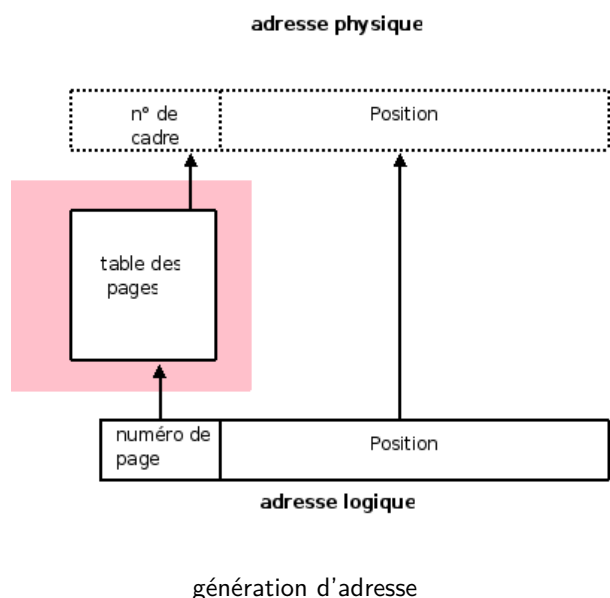 adresse physique
n° de
cadre
Position
table des
pages
numéro de
page
Position
adresse logique
génération d'adresse